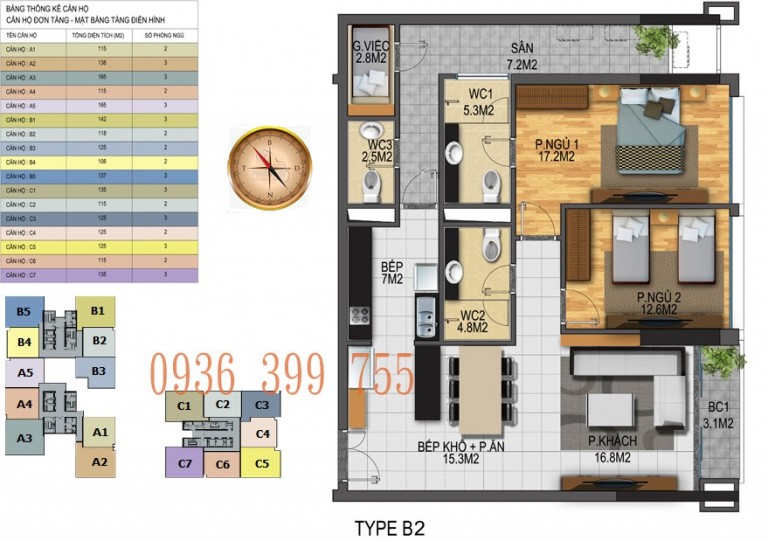 BẢNG THỐNG KÊ CĂN HỘ
CĂN HỘ ĐƠN TẦNG - MẶT BẰNG TẦNG ĐIỂN HÌNH
TÊN CĂN HỘ TỔNG DIỆN TÍCH (M2) SỐ PHÒNG NGỦ
CĂN HỘ : A1 115 2
CĂN HỘ : A2 138 3
CĂN HỘ : A3 165 3
CĂN HỘ : A4 115 2
CĂN HỘ : A5 165 3
CĂN HỘ : B1 142 3
CĂN HỘ : B2 118 2
CĂN HỘ : B3 125 2
CĂN HỘ : B4 108 2
CĂN HỘ : B5 137 3
CĂN HỘ : C1 135 3
CĂN HỘ : C2 115 2
CĂN HỘ : C3 125 3
CĂN HỘ : C4 125 2
CĂN HỘ : C5 125 3
CĂN HỘ : C6 115 2
CĂN HỘ : C7 135 3
B5
B1
B4
B2
A5
B3
A4
A3
A1
A2
C1
C2
C3
C4
C7
C6
C5
G.VIỆC
2.8M2
SÂN
7.2M2
WC1
5.3M2
WC3
2.5M2
P.NGỦ 1
17.2M2
BẾP
7M2
WC2
4.8M2
P.NGỦ 2
12.6M2
0936 399 755
BC1
3.1M2
BẾP KHÔ + P.ĂN
15.3M2
P.KHÁCH
16.8M2
TYPE B2